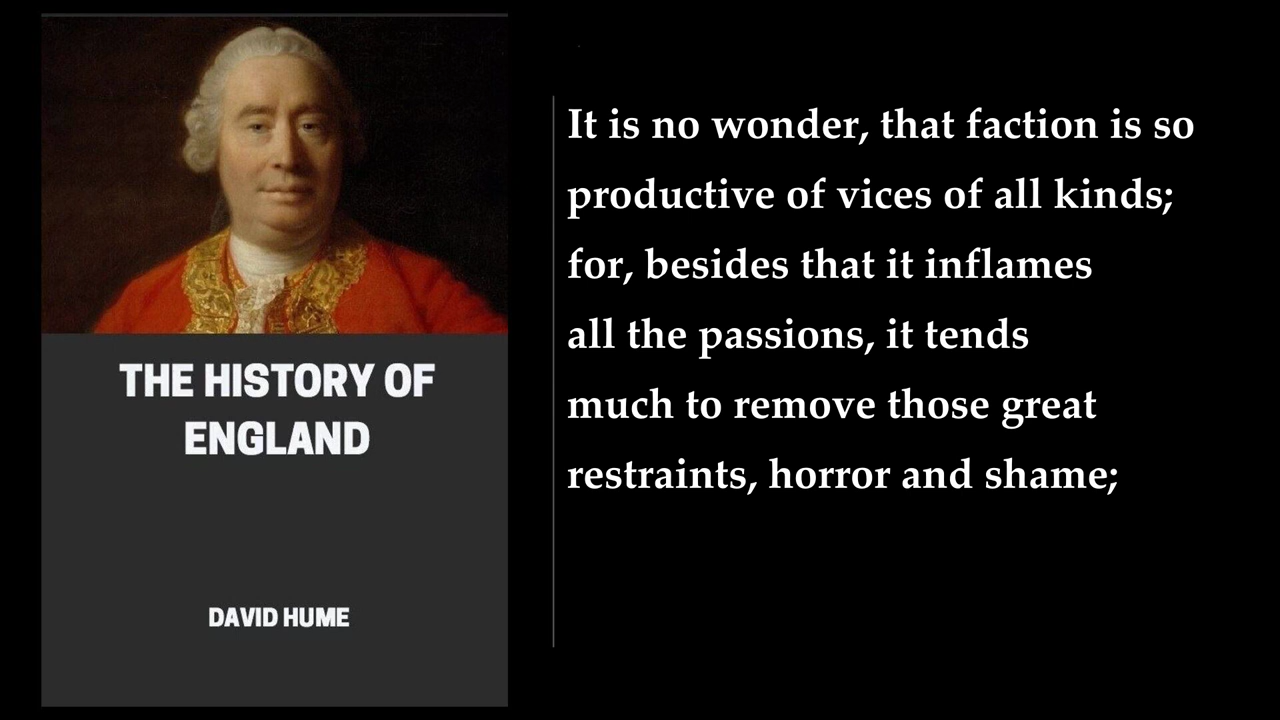 THE HISTORY OF
ENGLAND
DAVID HUME
It is no wonder, that faction is so
productive of vices of all kinds;
for, besides that it inflames
all the passions, it tends
much to remove those great
restraints, horror and shame;